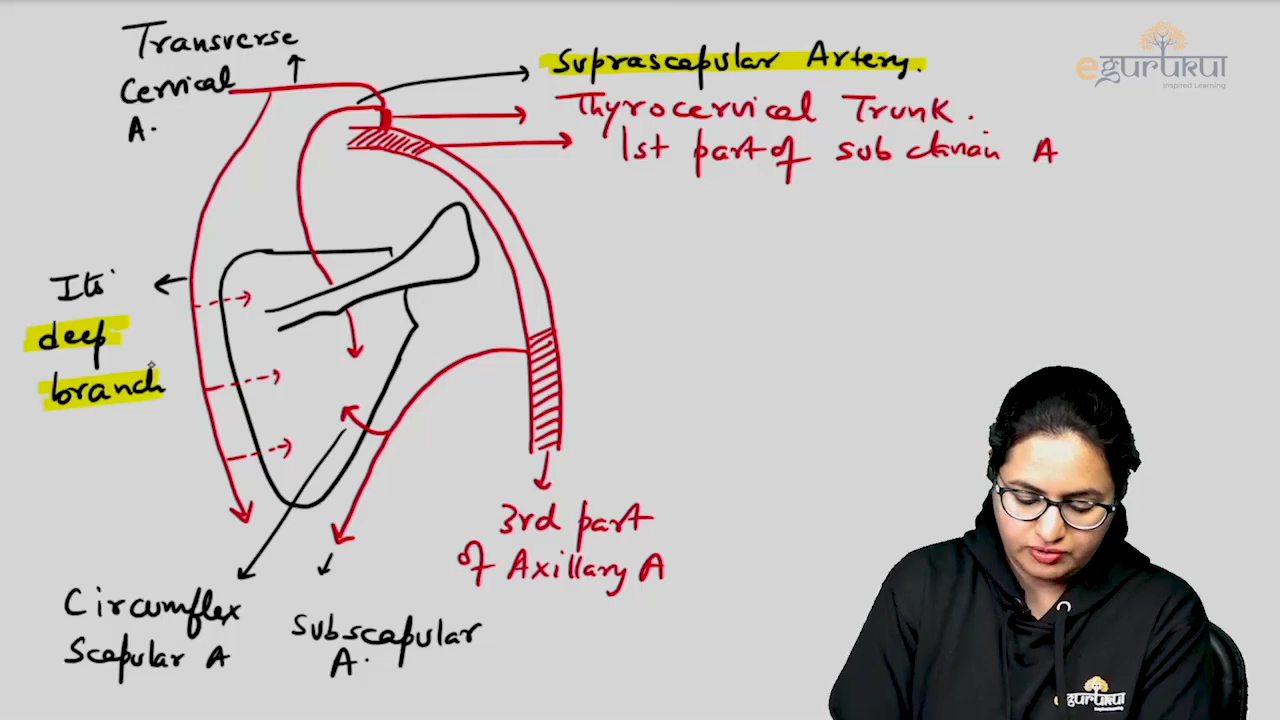 Transverse
Cervical
A.
Suprascapular Artery.
Thyrocervical Trunk.
1st part of subclavian A
egurukul
Inspired Learning
Its
deep
branch
3rd part
of Axillary A
Circumflex
Scapular A
Subscapular
A.
egurukul